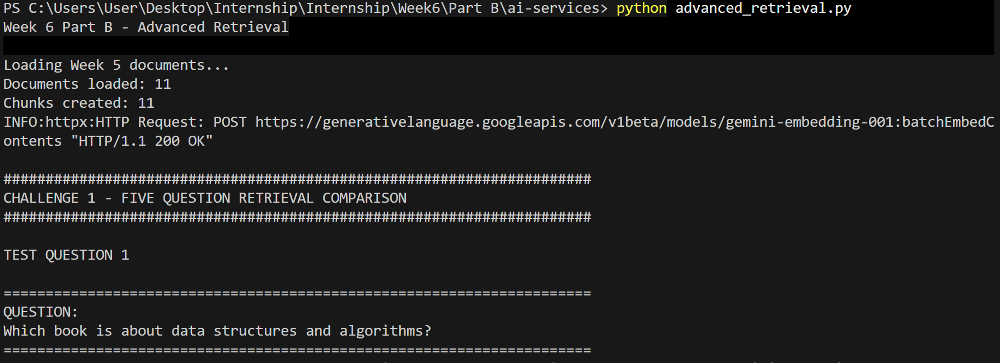 PS C:\Users\User\Desktop\Internship\Internship\Week6\Part B\ai-services> python advanced_retrieval.py
Week 6 Part B - Advanced Retrieval
Loading Week 5 documents...
Documents loaded: 11
Chunks created: 11
INFO:httpx:HTTP Request: POST https://generativelanguage.googleapis.com/v1beta/models/gemini-embedding-001:batchEmbedC
ontents "HTTP/1.1 200 OK"
######################################################################
CHALLENGE 1 - FIVE QUESTION RETRIEVAL COMPARISON
######################################################################
TEST QUESTION 1
======================================================================
QUESTION:
Which book is about data structures and algorithms?
======================================================================